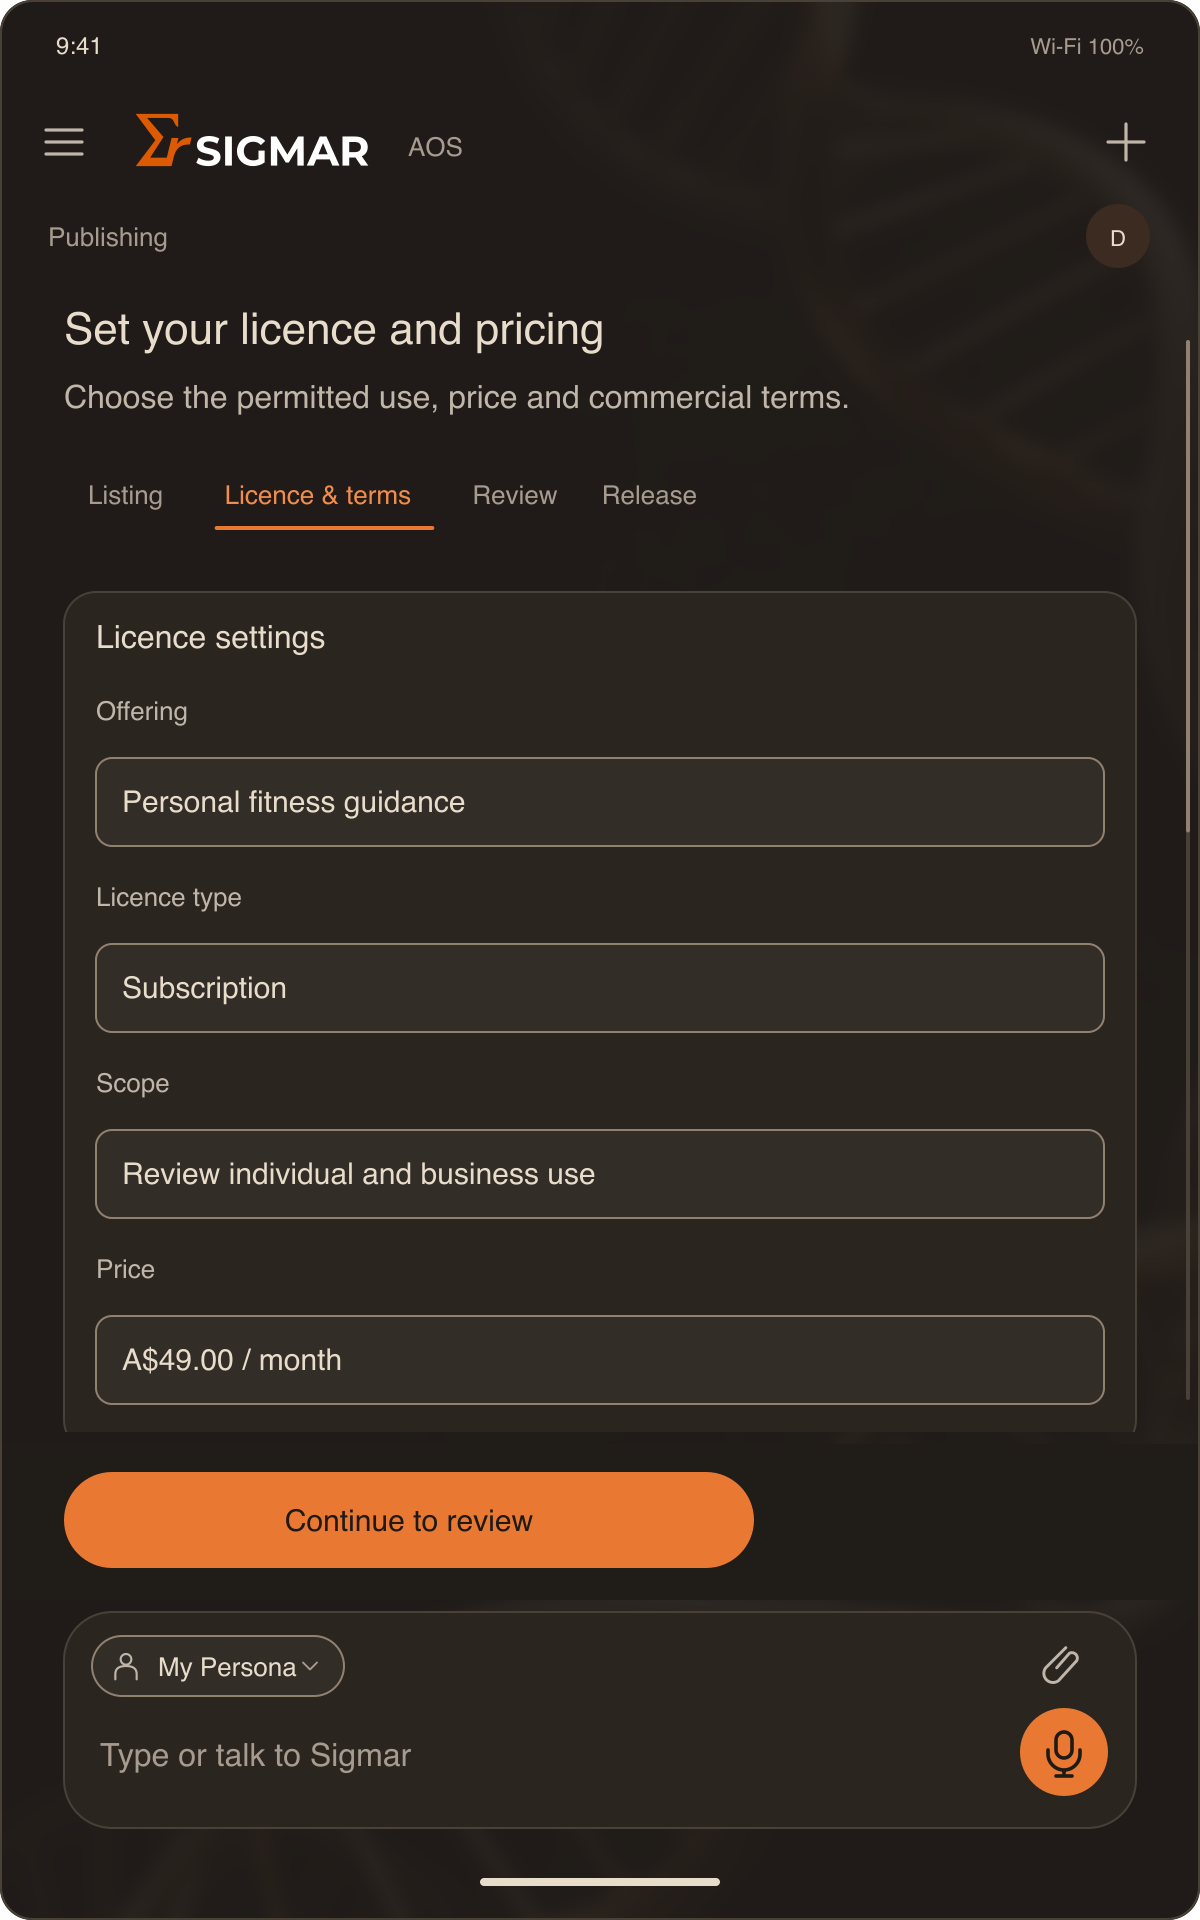 9:41
Wi-Fi 100%
Σr SIGMAR AOS
Publishing
D
Set your licence and pricing
Choose the permitted use, price and commercial terms.
Listing Licence & terms Review Release
Licence settings
Offering
Personal fitness guidance
Licence type
Subscription
Scope
Review individual and business use
Price
A$49.00 / month
Continue to review
My Persona
Type or talk to Sigmar